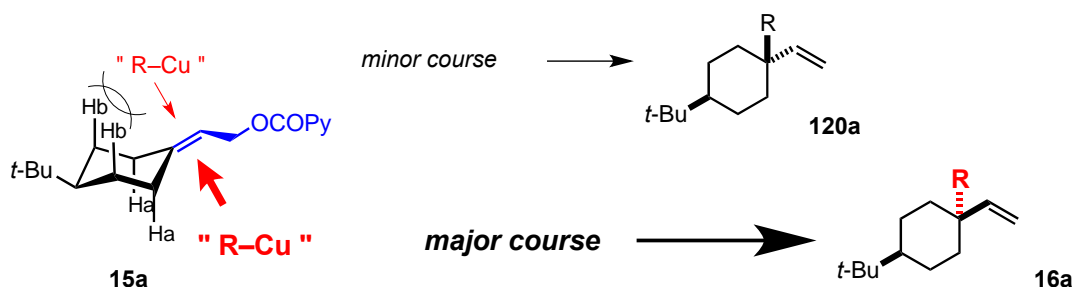 " R–Cu "
minor course
R
t-Bu
120a
Hb
Hb
OCOPy
t-Bu
Ha
Ha
" R–Cu "
15a
major course
R
t-Bu
16a